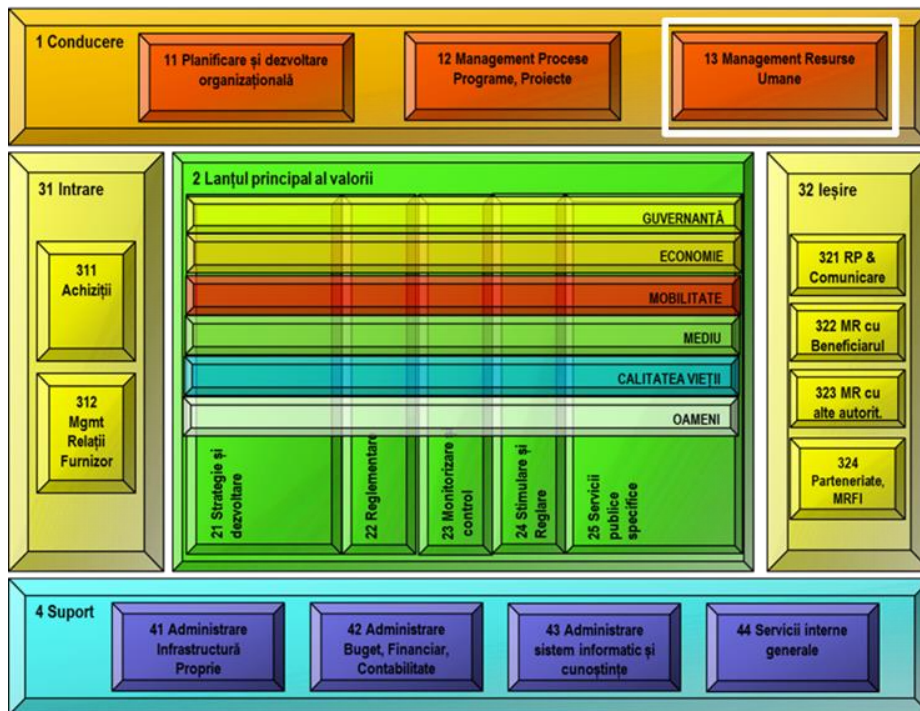 1 Conducere
11 Planificare și dezvoltare
organizațională
12 Management Procese
Programe, Proiecte
13 Management Resurse
Umane
31 Intrare
311
Achiziții
312
Mgmt
Relații
Furnizor
2 Lanțul principal al valorii
GUVERNANȚĂ
ECONOMIE
MOBILITATE
MEDIU
CALITATEA VIEȚII
OAMENI
21 Strategie și
dezvoltare
22 Reglementare
23 Monitorizare și
control
24 Stimulare și
Reglare
25 Servicii
publice
specifice
32 Ieșire
321 RP &
Comunicare
322 MR cu
Beneficiarul
323 MR cu
alte autorit.
324
Parteneriate,
MRFI
4 Suport
41 Administrare
Infrastructură
Proprie
42 Administrare
Buget, Financiar,
Contabilitate
43 Administrare
sistem informatic și
cunoștințe
44 Servicii interne
generale